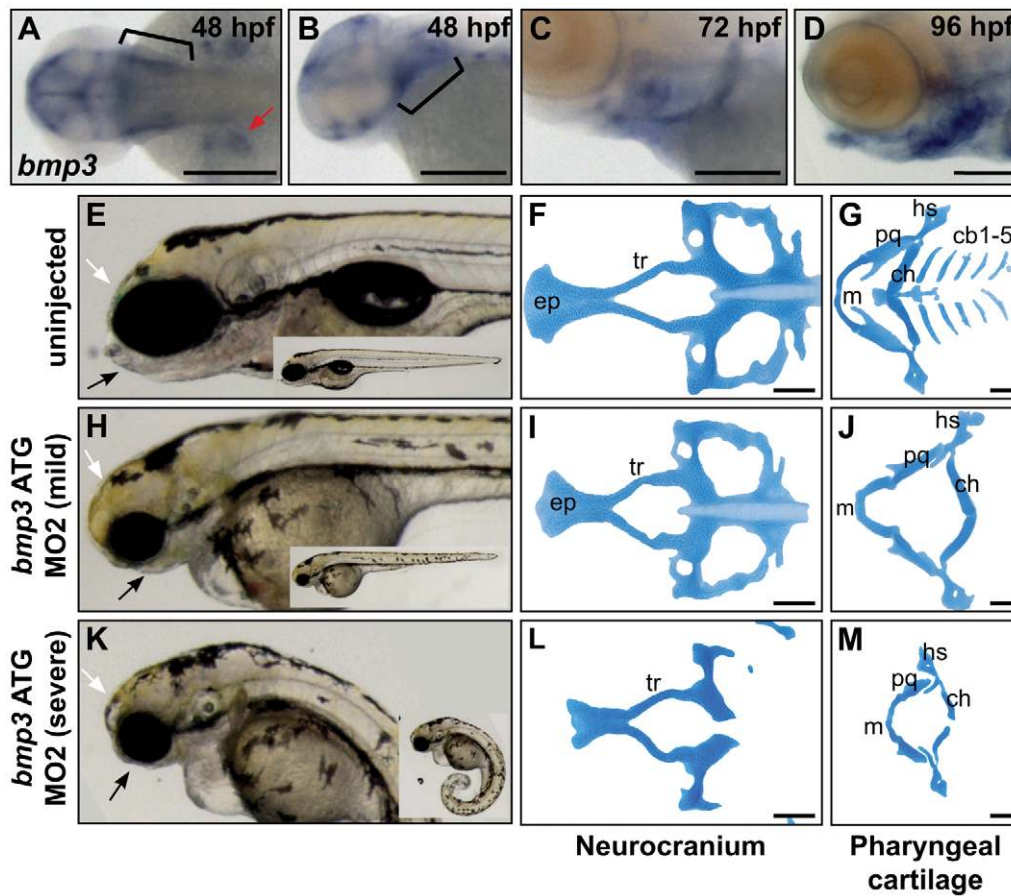 A 48 hpf
bmp3
B 48 hpf
C 72 hpf
D 96 hpf
uninjected
E
F
ep
tr
G
hs
pq
cb1-5
ch
m
bmp3 ATG
MO2 (mild)
H
I
ep
tr
J
hs
pq
ch
m
bmp3 ATG
MO2 (severe)
K
L
tr
M
hs
pq
ch
m
Neurocranium
Pharyngeal
cartilage